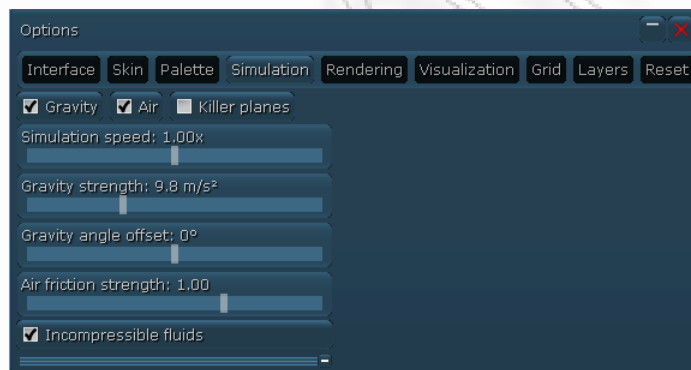 Options
Interface Skin Palette Simulation Rendering Visualization Grid Layers Reset
Gravity Air Killer planes
Simulation speed: 1.00x
Gravity strength: 9.8 m/s²
Gravity angle offset: 0°
Air friction strength: 1.00
Incompressible fluids